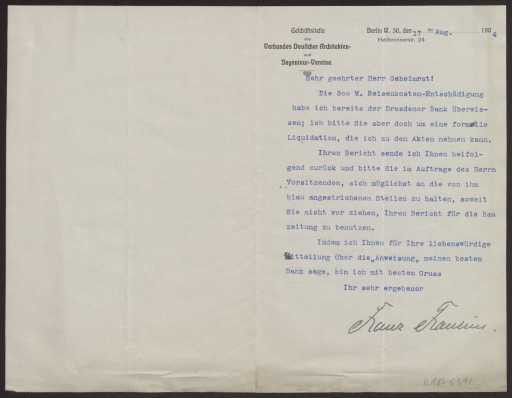 Geschäftsstelle
des
Verbandes Deutscher Architekten-
und
Ingenieur-Vereine
Berlin W. 30, den 17 ten Aug. 1906
Sehr geehrter Herr Geheimrat!
Die 800 M. Reisekosten-Entschädigung
habe ich bereits der Dresdener Bank überwie-
sen; ich bitte Sie aber doch um eine formelle
Liquidation, die ich zu den Akten nehmen kann.
Ihren Bericht sende ich Ihnen beifol-
gend zurück und bitte Sie im Auftrage des Herrn
Vorsitzenden, sich möglichst an die von ihm
blau angestrichenen Stellen zu halten, soweit
Sie nicht vor ziehen, Ihren Bericht für die Bau
zeitung zu benutzen.
Indem ich Ihnen für Ihre liebenswürdige
Mitteilung über die Anweisung, meinen besten
Dank sage, bin ich mit bestem Gruss
Ihr sehr ergebener
Franz Franzius.